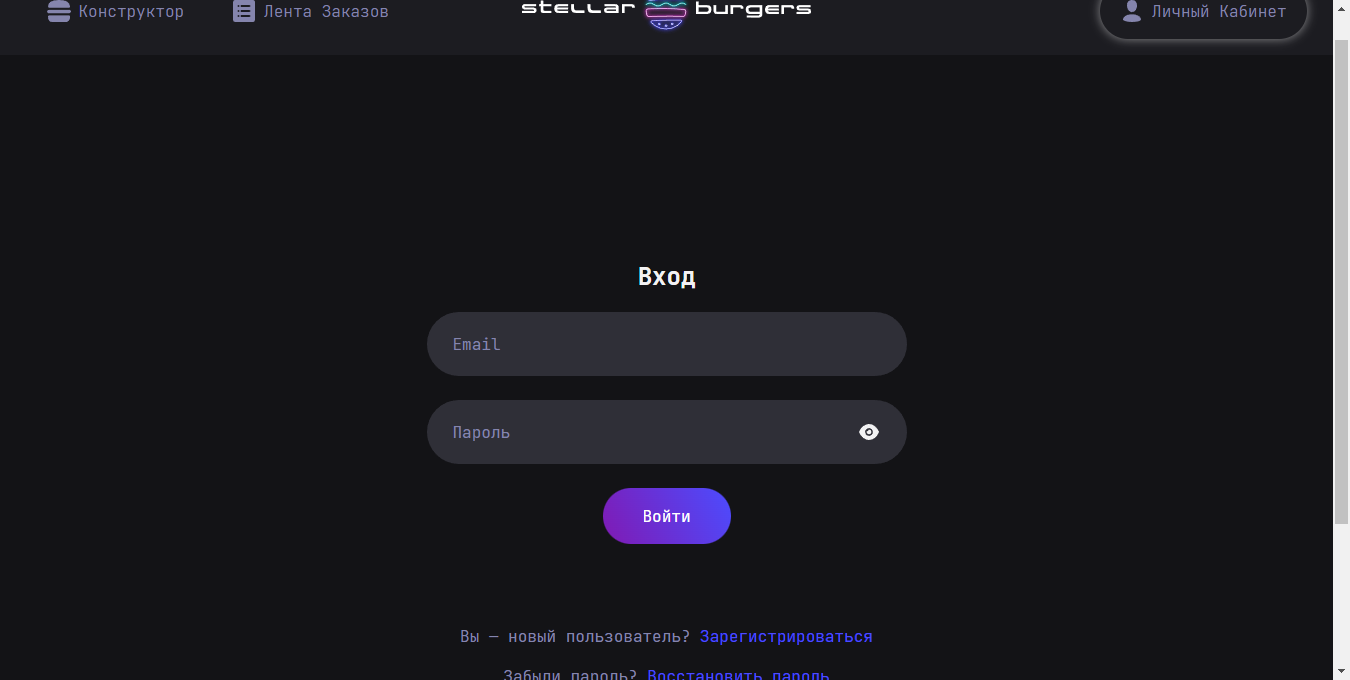 Конструктор
Лента Заказов
stellar burgers
Личный Кабинет
Вход
Email
Пароль
Войти
Вы — новый пользователь? Зарегистрироваться
Забыли пароль? Восстановить пароль